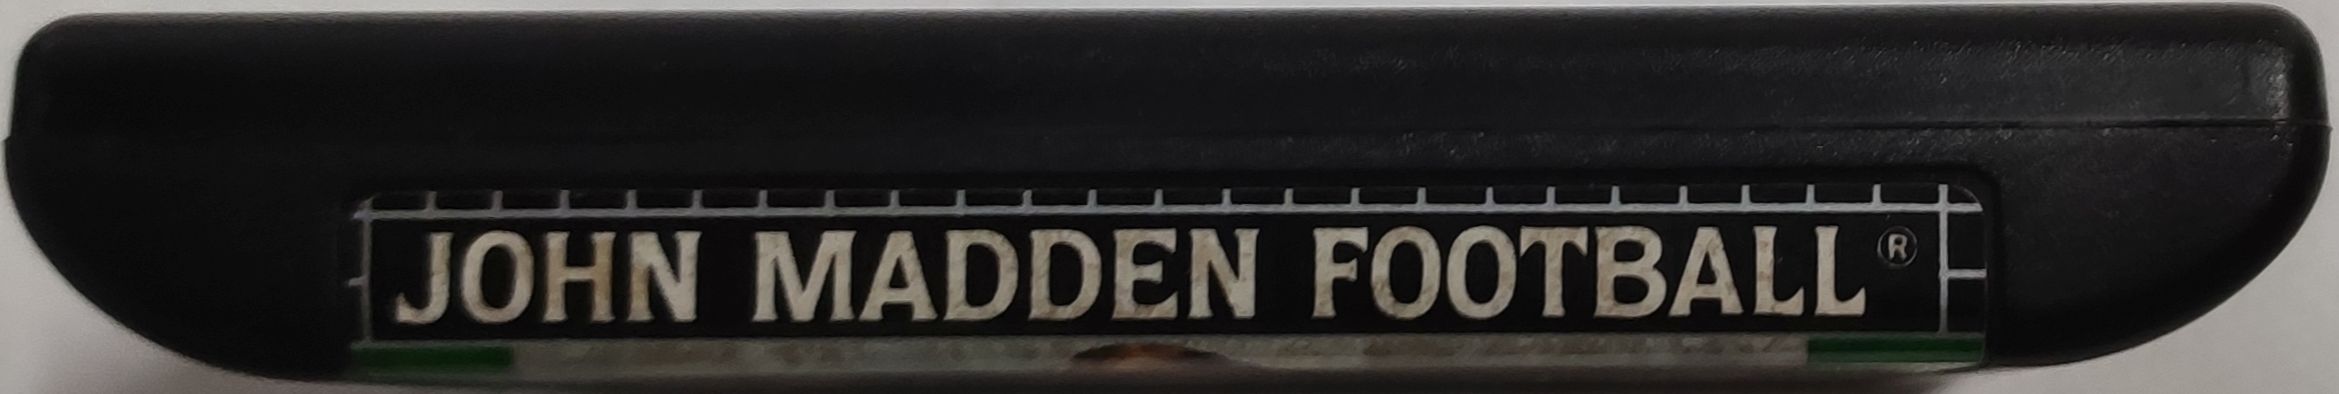 JOHN MADDEN FOOTBALL®